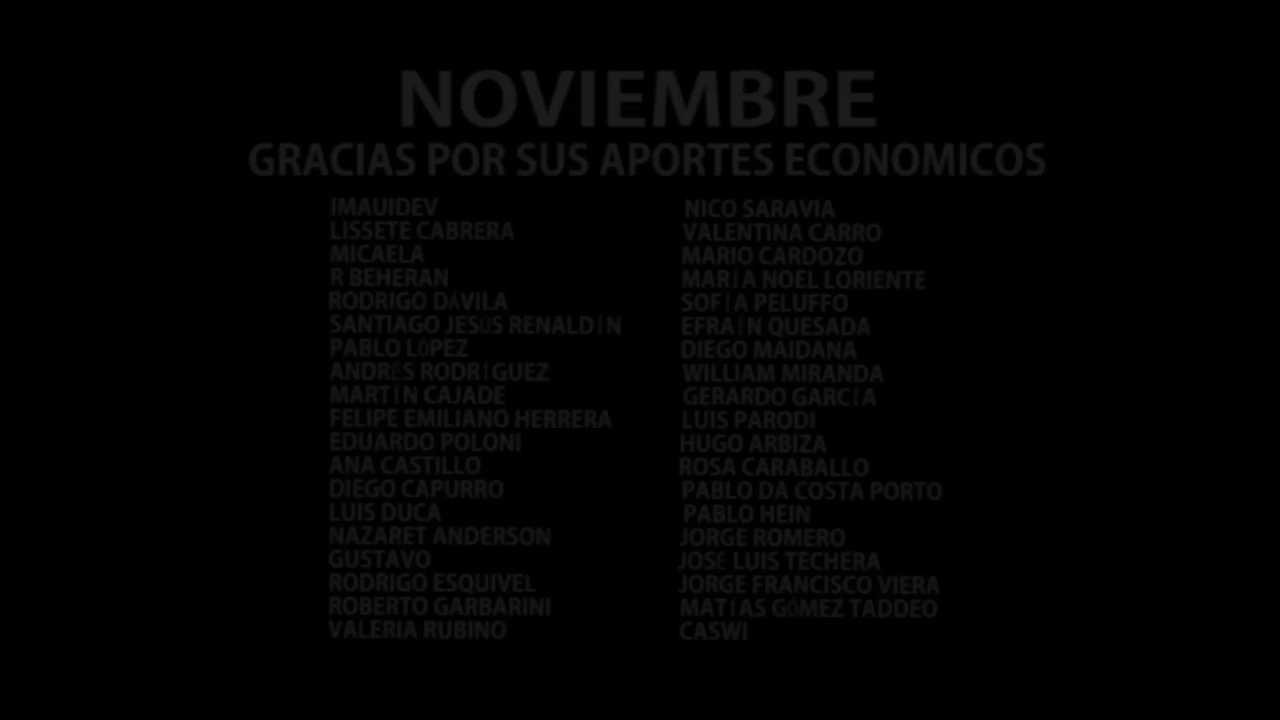 NOVIEMBRE
GRACIAS POR SUS APORTES ECONOMICOS
IMAUIDEV
LISSETE CABRERA
MICAELA
R BEHERAN
RODRIGO DÁVILA
SANTIAGO JESÚS RENALDÍN
PABLO LÓPEZ
ANDRÉS RODRÍGUEZ
MARTÍN CAJADE
FELIPE EMILIANO HERRERA
EDUARDO POLONI
ANA CASTILLO
DIEGO CAPURRO
LUIS DUCA
NAZARET ANDERSON
GUSTAVO
RODRIGO ESQUIVEL
ROBERTO GARBARINI
VALERIA RUBINO
NICO SARAVIA
VALENTINA CARRO
MARIO CARDOZO
MARÍA NOEL LORIENTE
SOFÍA PELUFFO
EFRAÍN QUESADA
DIEGO MAIDANA
WILLIAM MIRANDA
GERARDO GARCÍA
LUIS PARODI
HUGO ARBIZA
ROSA CARABALLO
PABLO DA COSTA PORTO
PABLO HEIN
JORGE ROMERO
JOSÉ LUIS TECHERA
JORGE FRANCISCO VIERA
MATÍAS GÓMEZ TADDEO
CASWI